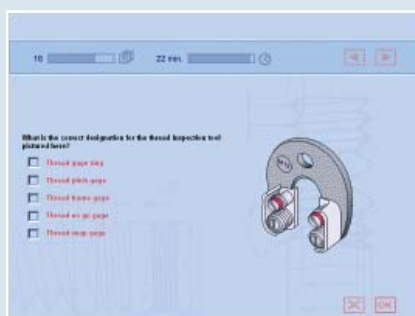 18
22 min.
What is the correct designation for the thread inspection tool
pictured here?
Thread gage ring
Thread pitch gage
Thread frame gage
Thread no go gage
Thread snap gage
OK